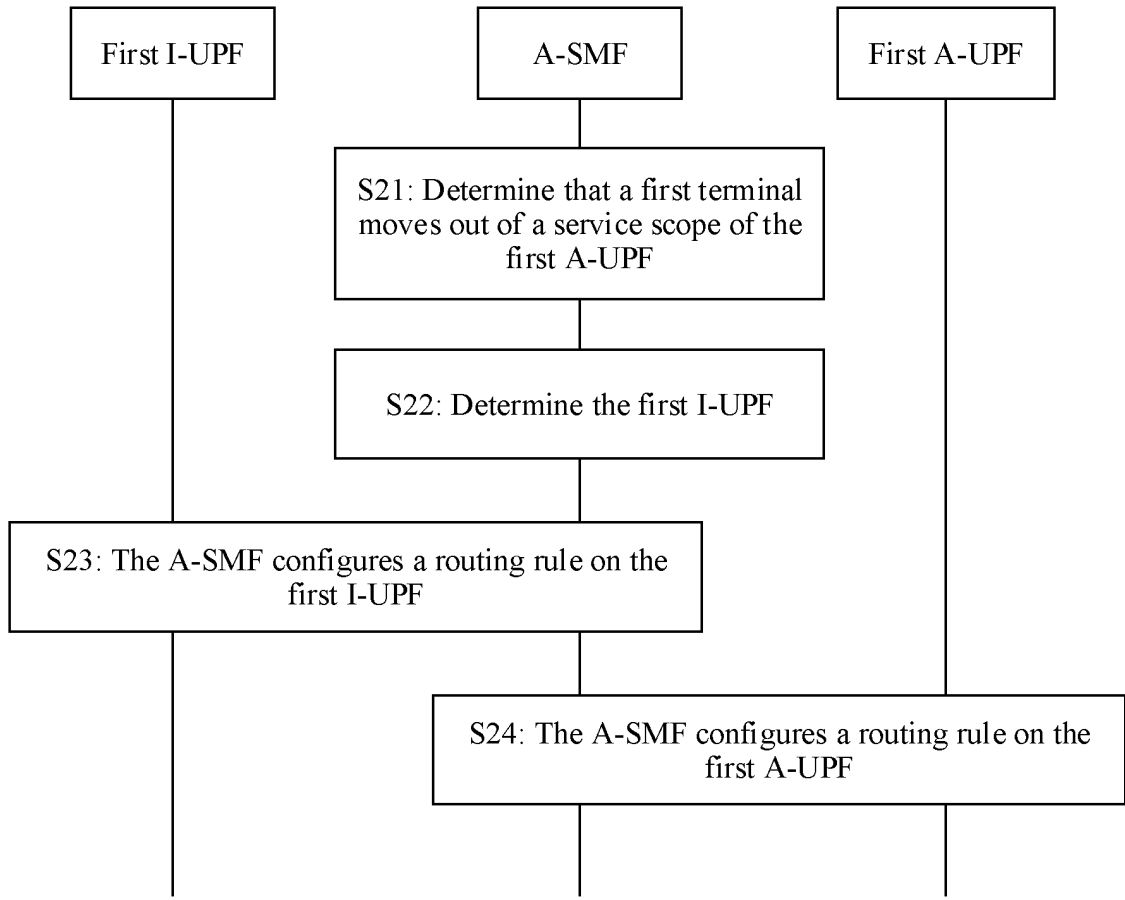 First I-UPF
A-SMF
First A-UPF
S21: Determine that a first terminal
moves out of a service scope of the
first A-UPF
S22: Determine the first I-UPF
S23: The A-SMF configures a routing rule on the
first I-UPF
S24: The A-SMF configures a routing rule on the
first A-UPF